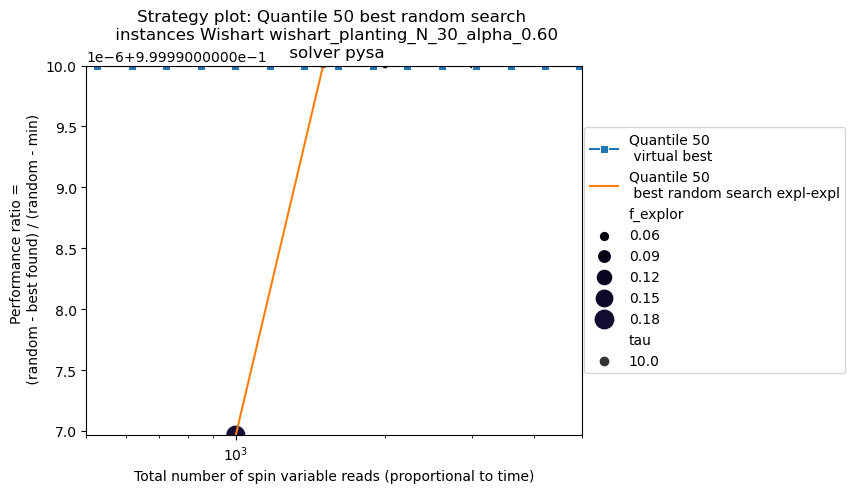 Strategy plot: Quantile 50 best random search
instances Wishart wishart_planting_N_30_alpha_0.60
solver pysa
1e−6+9.9999000000e−1
10.0
9.5
9.0
8.5
8.0
7.5
7.0
Performance ratio =
(random - best found) / (random - min)
10³
Total number of spin variable reads (proportional to time)
Quantile 50
virtual best
Quantile 50
best random search expl-expl
f_explor
0.06
0.09
0.12
0.15
0.18
tau
10.0